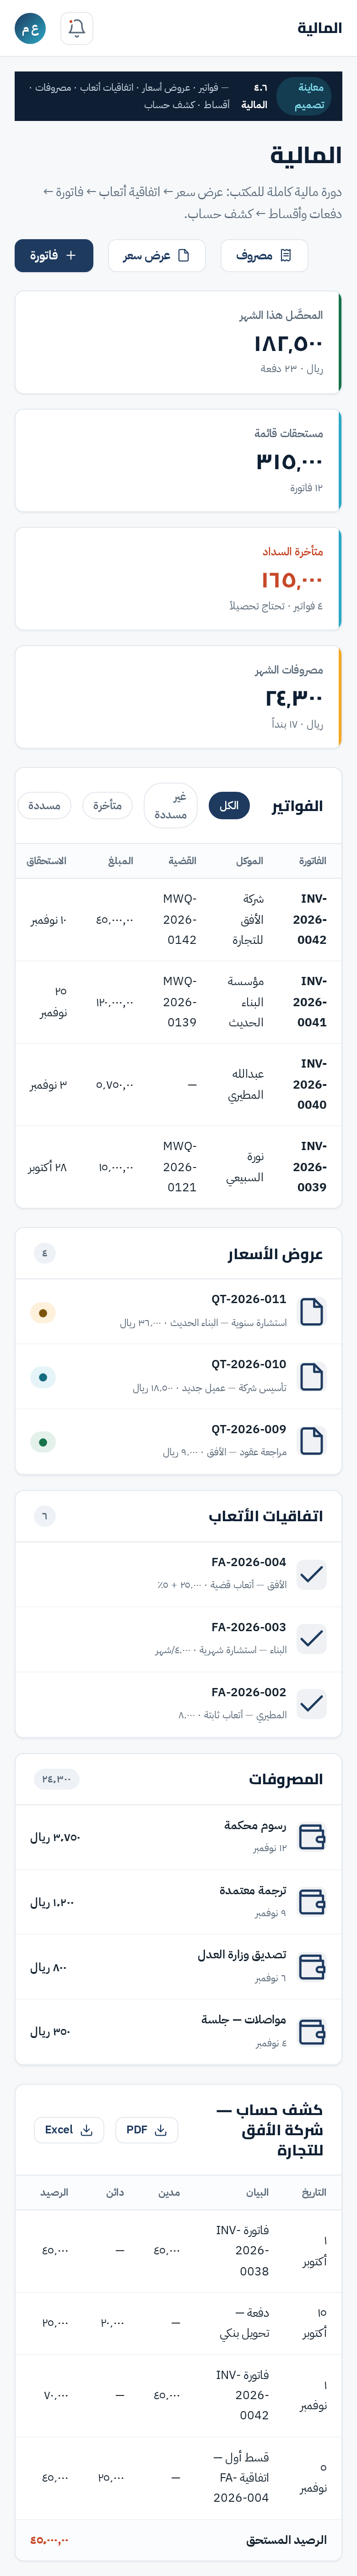 المالية
ع م
معاينة تصميم
٤.٦ المالية
— فواتير · عروض أسعار · اتفاقيات أتعاب · مصروفات ·
أقساط · كشف حساب
المالية
دورة مالية كاملة للمكتب: عرض سعر ← اتفاقية أتعاب ← فاتورة ←
دفعات وأقساط ← كشف حساب.
مصروف
عرض سعر
فاتورة
المحصَّل هذا الشهر
١٨٢,٥٠٠
ريال · ٢٣ دفعة
مستحقات قائمة
٣١٥,٠٠٠
١٢ فاتورة
متأخرة السداد
١٦٥,٠٠٠
٤ فواتير · تحتاج تحصيلاً
مصروفات الشهر
٢٤,٣٠٠
ريال · ١٧ بنداً
الفواتير
الكل
غير مسددة
متأخرة
مسددة
الفاتورة الموكل القضية المبلغ الاستحقاق
INV-2026-0042 شركة الأفق للتجارة MWQ-2026-0142 ٤٥,٠٠٠,٠٠ ١٠ نوفمبر
INV-2026-0041 مؤسسة البناء الحديث MWQ-2026-0139 ١٢٠,٠٠٠,٠٠ ٢٥ نوفمبر
INV-2026-0040 عبدالله المطيري — ٥,٧٥٠,٠٠ ٣ نوفمبر
INV-2026-0039 نورة السبيعي MWQ-2026-0121 ١٥,٠٠٠,٠٠ ٢٨ أكتوبر
عروض الأسعار
٤
QT-2026-011
استشارة سنوية — البناء الحديث · ٣٦,٠٠٠ ريال
QT-2026-010
تأسيس شركة — عميل جديد · ١٨,٥٠٠ ريال
QT-2026-009
مراجعة عقود — الأفق · ٩,٠٠٠ ريال
اتفاقيات الأتعاب
٦
FA-2026-004
الأفق — أتعاب قضية · ٢٥,٠٠٠ + ٥٪
FA-2026-003
البناء — استشارة شهرية · ٤,٠٠٠/شهر
FA-2026-002
المطيري — أتعاب ثابتة · ٨,٠٠٠
المصروفات
٢٤,٣٠٠
رسوم محكمة
١٢ نوفمبر
٣,٧٥٠ ريال
ترجمة معتمدة
٩ نوفمبر
١,٢٠٠ ريال
تصديق وزارة العدل
٦ نوفمبر
٨٠٠ ريال
مواصلات — جلسة
٤ نوفمبر
٣٥٠ ريال
كشف حساب —
شركة الأفق
للتجارة
PDF
Excel
التاريخ البيان مدين دائن الرصيد
١ أكتوبر فاتورة INV-2026-0038 ٤٥,٠٠٠ — ٤٥,٠٠٠
١٥ أكتوبر دفعة — تحويل بنكي — ٢٠,٠٠٠ ٢٥,٠٠٠
١ نوفمبر فاتورة INV-2026-0042 ٤٥,٠٠٠ — ٧٠,٠٠٠
٥ نوفمبر قسط أول — اتفاقية FA-2026-004 — ٢٥,٠٠٠ ٤٥,٠٠٠
الرصيد المستحق ٤٥,٠٠٠,٠٠